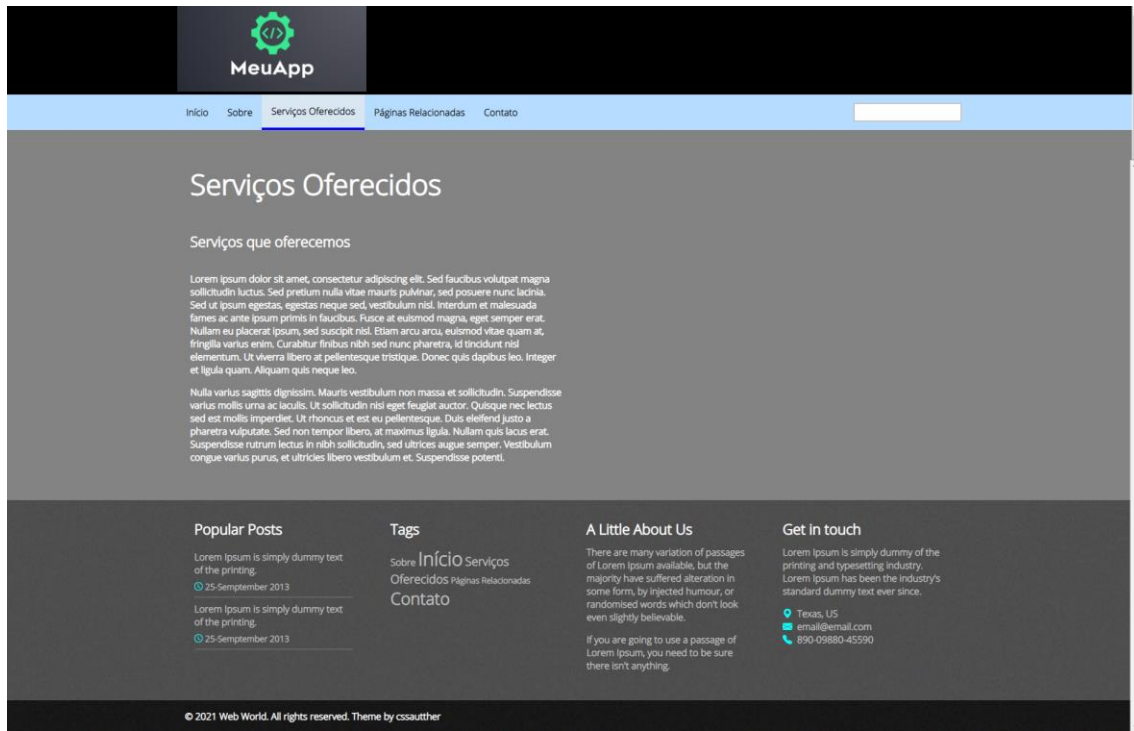 </>
MeuApp
Início Sobre Serviços Oferecidos Páginas Relacionadas Contato
Serviços Oferecidos
Serviços que oferecemos
Lorem ipsum dolor sit amet, consectetur adipiscing elit. Sed faucibus volutpat magna
sollicitudin luctus. Sed pretium nulla vitae mauris pulvinar, sed posuere nunc lacinia.
Sed ut ipsum egestas, egestas neque sed, vestibulum nisl. Interdum et malesuada
fames ac ante ipsum primis in faucibus. Fusce at euismod magna, eget semper erat.
Nullam eu placerat ipsum, sed suscipit nisl. Etiam arcu arcu, euismod vitae quam at,
fringilla varius enim. Curabitur finibus nibh sed nunc pharetra, id tincidunt nisl
elementum. Ut viverra libero at pellentesque tristique. Donec quis dapibus leo. Integer
et ligula quam. Aliquam quis neque leo.
Nulla varius sagittis dignissim. Mauris vestibulum non massa et sollicitudin. Suspendisse
varius mollis urna ac iaculis. Ut sollicitudin nisi eget feugiat auctor. Quisque nec lectus
sed est mollis imperdiet. Ut rhoncus et est eu pellentesque. Duis eleifend justo a
pharetra vulputate. Sed non tempor libero, at maximus ligula. Nullam quis lacus erat.
Suspendisse rutrum lectus in nibh sollicitudin, sed ultrices augue semper. Vestibulum
congue varius purus, et ultricies libero vestibulum et. Suspendisse potenti.
Popular Posts
Lorem Ipsum is simply dummy text
of the printing.
25-Semptember 2013
Lorem Ipsum is simply dummy text
of the printing.
25-Semptember 2013
Tags
Sobre Início Serviços
Oferecidos Páginas Relacionadas
Contato
A Little About Us
There are many variation of passages
of Lorem Ipsum available, but the
majority have suffered alteration in
some form, by injected humour, or
randomised words which don't look
even slightly believable.
If you are going to use a passage of
Lorem Ipsum, you need to be sure
there isn't anything.
Get in touch
Lorem Ipsum is simply dummy of the
printing and typesetting industry.
Lorem Ipsum has been the industry's
standard dummy text ever since.
Texas, US
email@email.com
890-09880-45590
© 2021 Web World. All rights reserved. Theme by cssautther